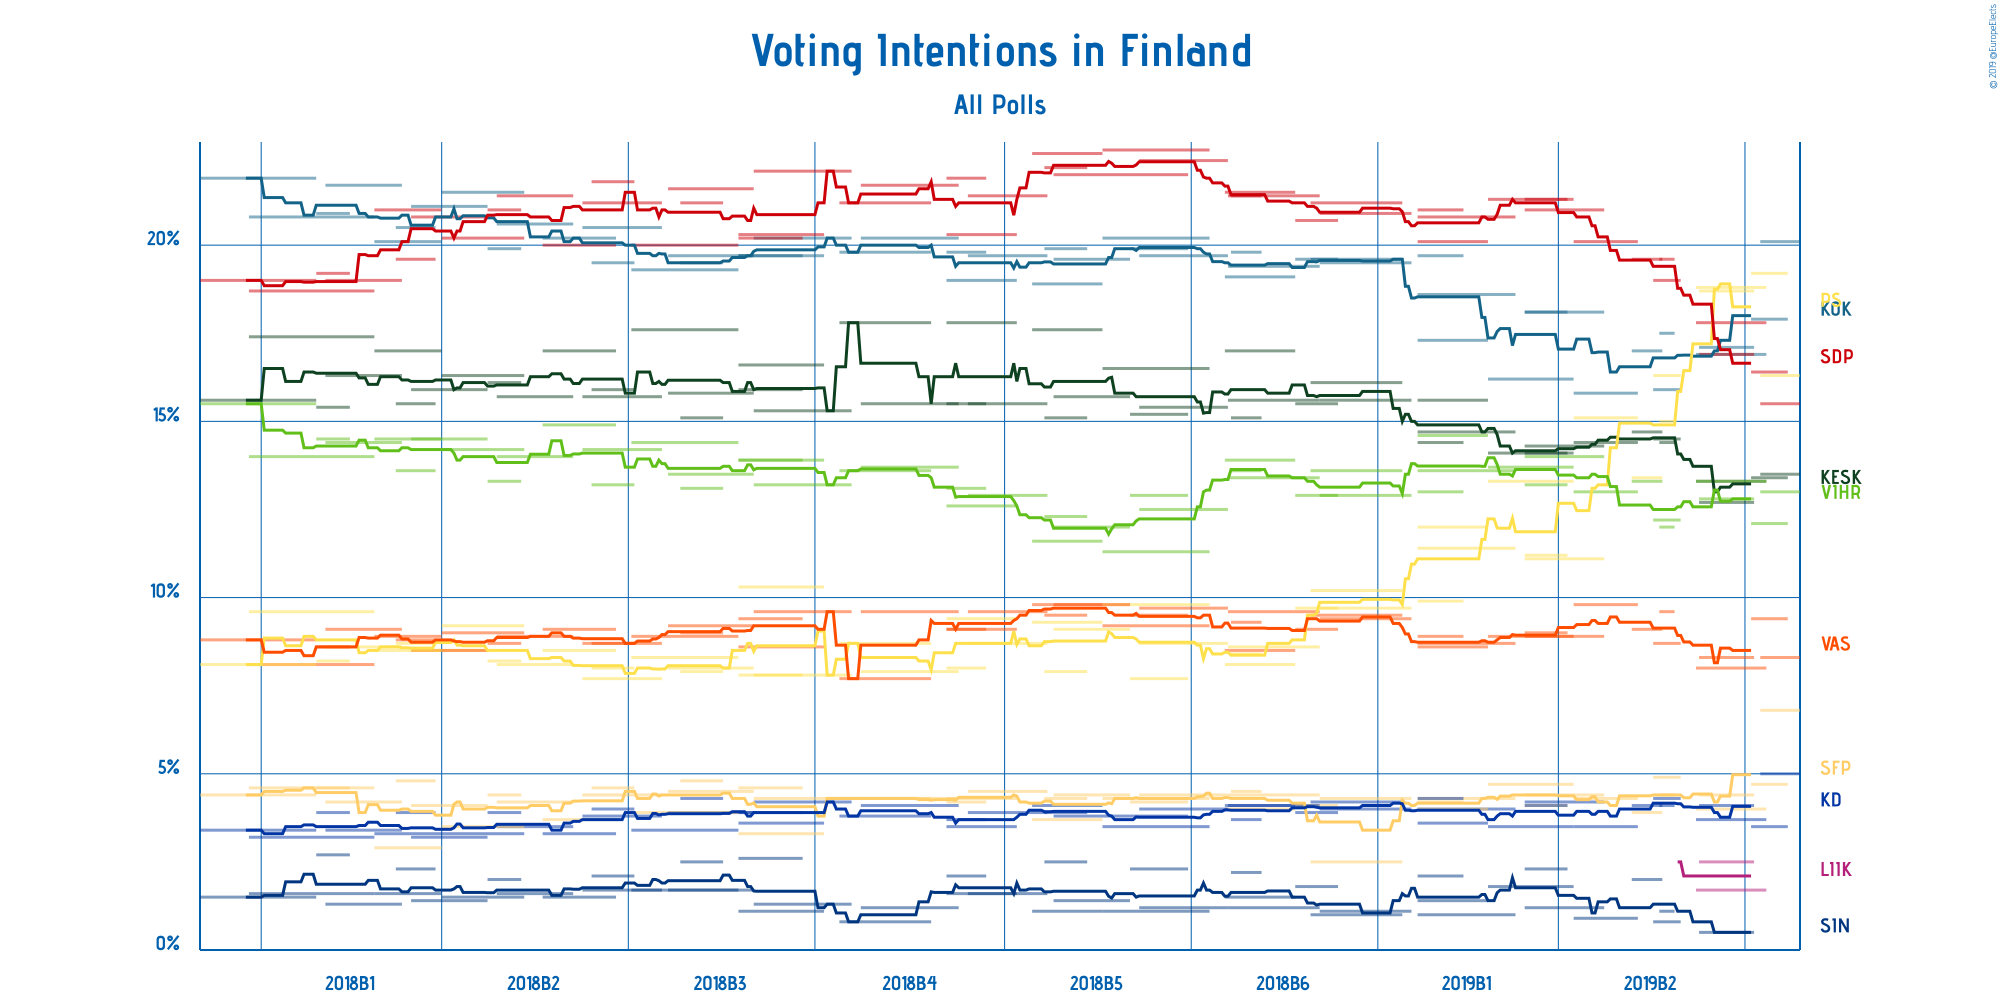 Voting Intentions in Finland
All Polls
© 2019 @EuropeElects
20%
15%
10%
5%
0%
PS
KOK
SDP
KESK
VIHR
VAS
SFP
KD
LIIK
SIN
2018B1 2018B2 2018B3 2018B4 2018B5 2018B6 2019B1 2019B2